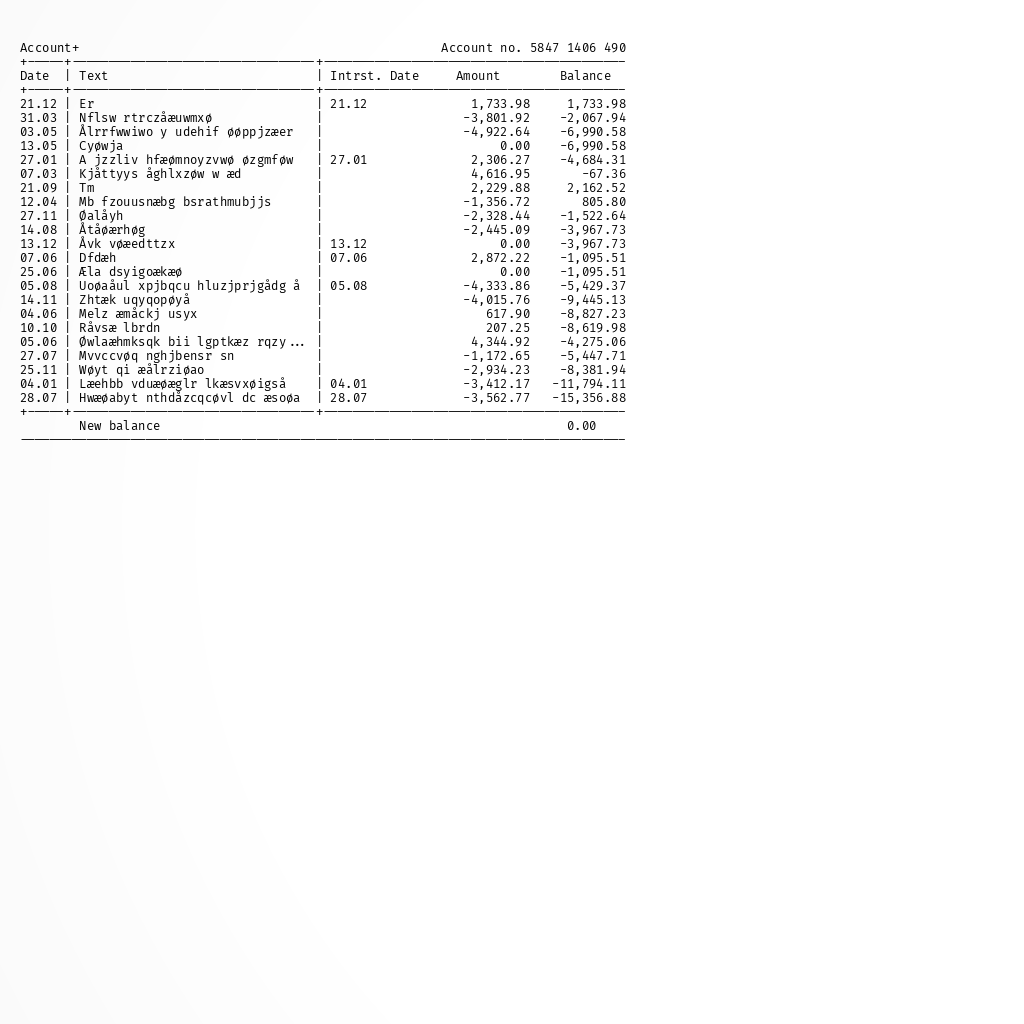 Account+ Account no. 5847 1406 490
+-----+---------------------------------+-----------------------------------------
Date | Text | Intrst. Date Amount Balance
+-----+---------------------------------+-----------------------------------------
21.12 | Er | 21.12 1,733.98 1,733.98
31.03 | Nflsw rtrczåæuwmxø | -3,801.92 -2,067.94
03.05 | Ålrrfwwiwo y udehif øøppjzæer | -4,922.64 -6,990.58
13.05 | Cyøwja | 0.00 -6,990.58
27.01 | A jzzliv hfæømnoyzvwø øzgmføw | 27.01 2,306.27 -4,684.31
07.03 | Kjåttyys åghlxzøw w æd | 4,616.95 -67.36
21.09 | Tm | 2,229.88 2,162.52
12.04 | Mb fzouusnæbg bsrathmubjjs | -1,356.72 805.80
27.11 | Øalåyh | -2,328.44 -1,522.64
14.08 | Åtåøærhøg | -2,445.09 -3,967.73
13.12 | Åvk vøæedttzx | 13.12 0.00 -3,967.73
07.06 | Dfdæh | 07.06 2,872.22 -1,095.51
25.06 | Æla dsyigoækæø | 0.00 -1,095.51
05.08 | Uoøaåul xpjbqcu hluzjprjgådg å | 05.08 -4,333.86 -5,429.37
14.11 | Zhtæk uqyqopøyå | -4,015.76 -9,445.13
04.06 | Melz æmåckj usyx | 617.90 -8,827.23
10.10 | Råvsæ lbrdn | 207.25 -8,619.98
05.06 | Øwlaæhmksqk bii lgptkæz rqzy... | 4,344.92 -4,275.06
27.07 | Mvvccvøq nghjbensr sn | -1,172.65 -5,447.71
25.11 | Wøyt qi æålrziøao | -2,934.23 -8,381.94
04.01 | Læehbb vduæøæglr lkæsvxøigså | 04.01 -3,412.17 -11,794.11
28.07 | Hwæøabyt nthdåzcqcøvl dc æsoøa | 28.07 -3,562.77 -15,356.88
+-----+---------------------------------+-----------------------------------------
New balance 0.00
----------------------------------------------------------------------------------